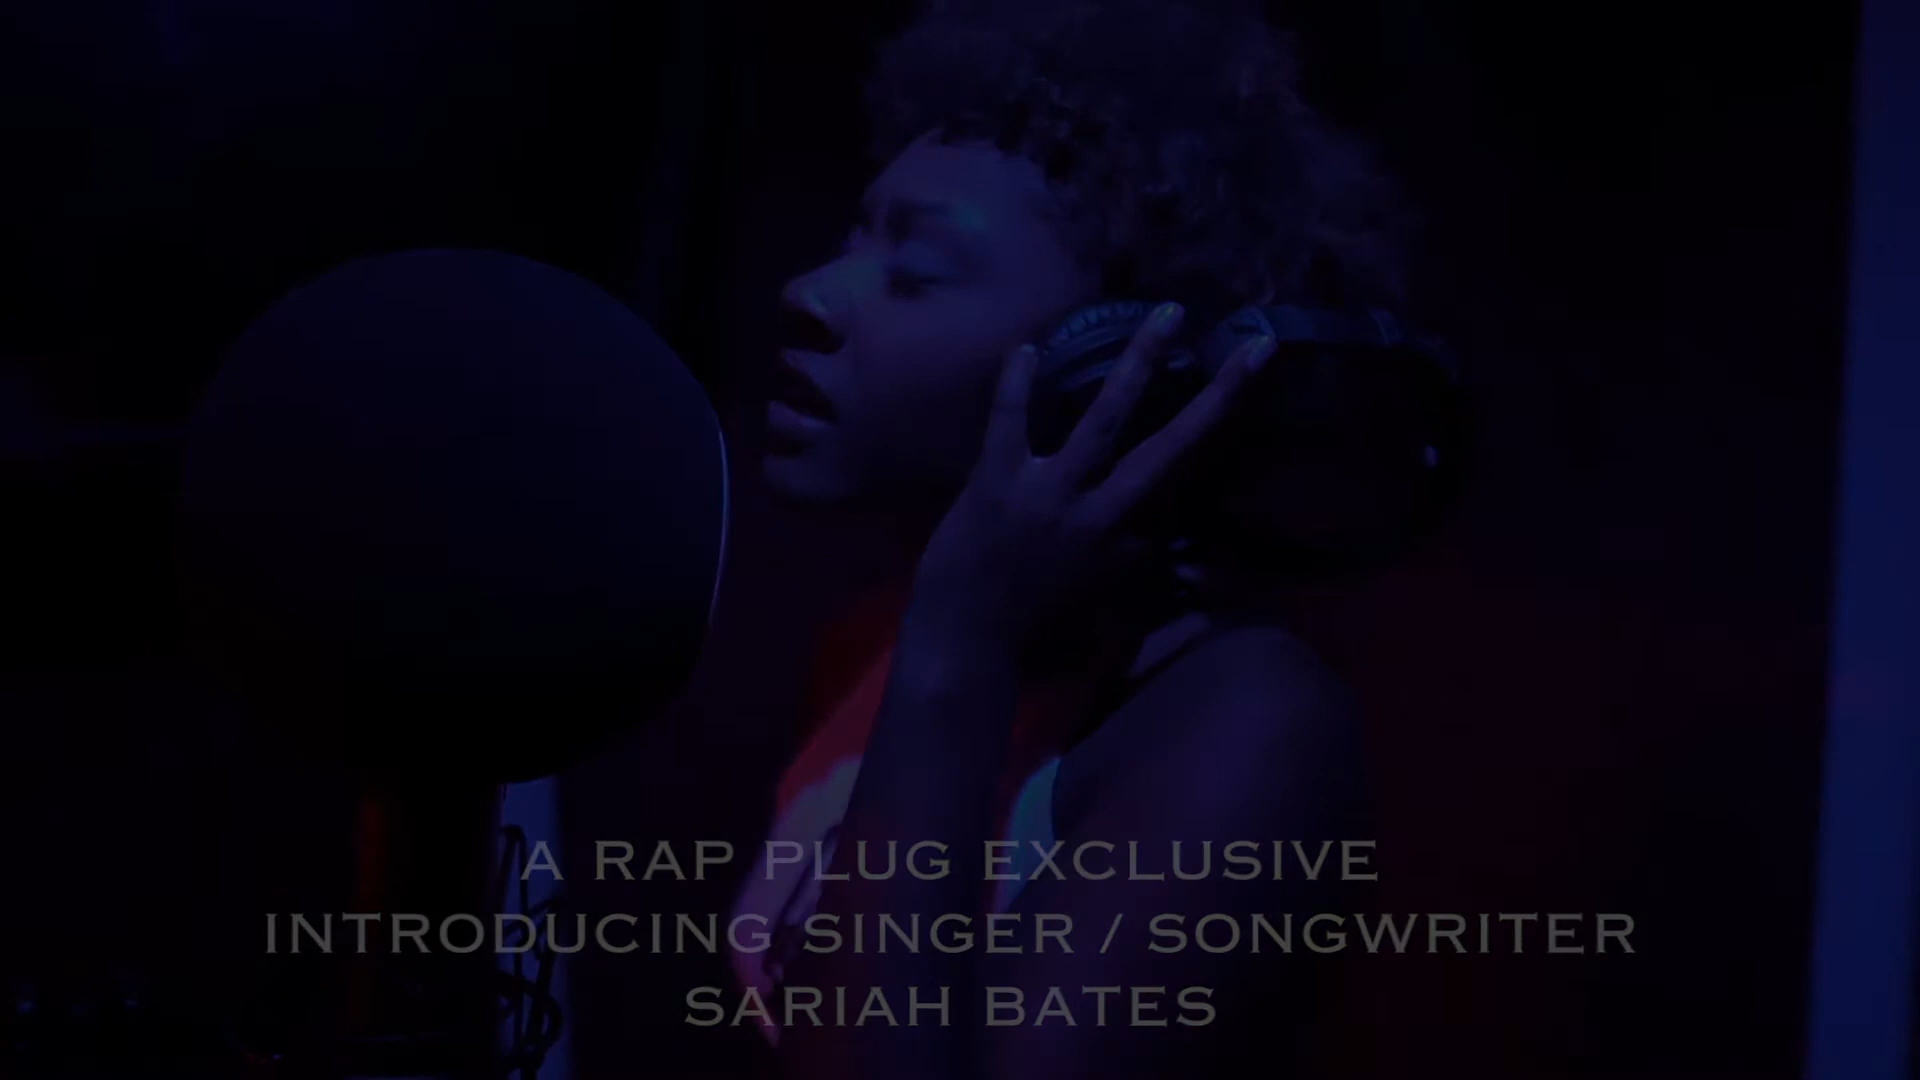 A RAP PLUG EXCLUSIVE
INTRODUCING SINGER / SONGWRITER
SARIAH BATES